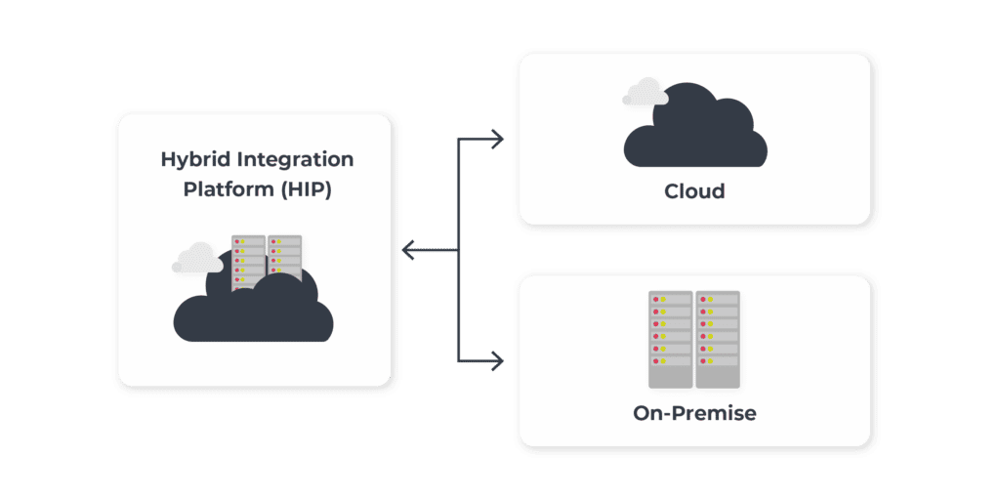 Hybrid Integration
Platform (HIP)
Cloud
On-Premise